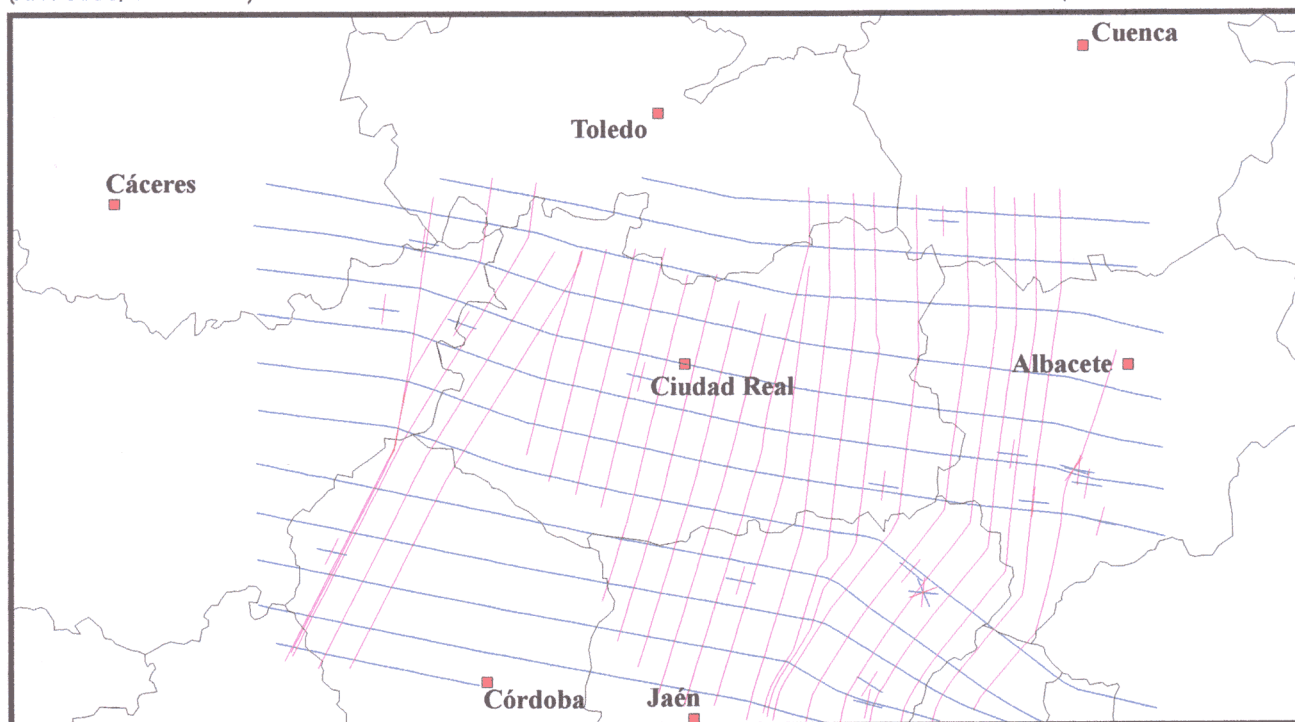 Cuenca
Toledo
Cáceres
Ciudad Real
Albacete
Córdoba
Jaén